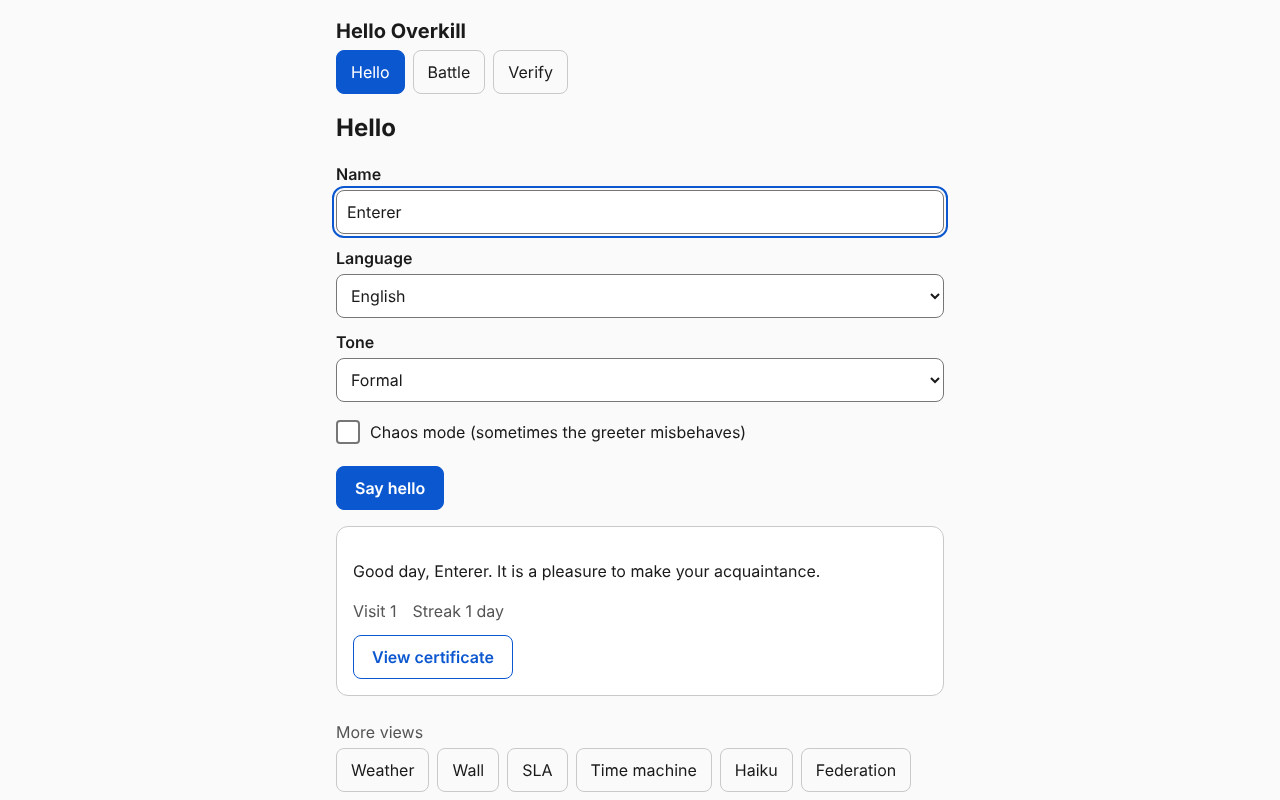 Hello Overkill
Hello Battle Verify
Hello
Name
Enterer
Language
English
Tone
Formal
Chaos mode (sometimes the greeter misbehaves)
Say hello
Good day, Enterer. It is a pleasure to make your acquaintance.
Visit 1 Streak 1 day
View certificate
More views
Weather Wall SLA Time machine Haiku Federation